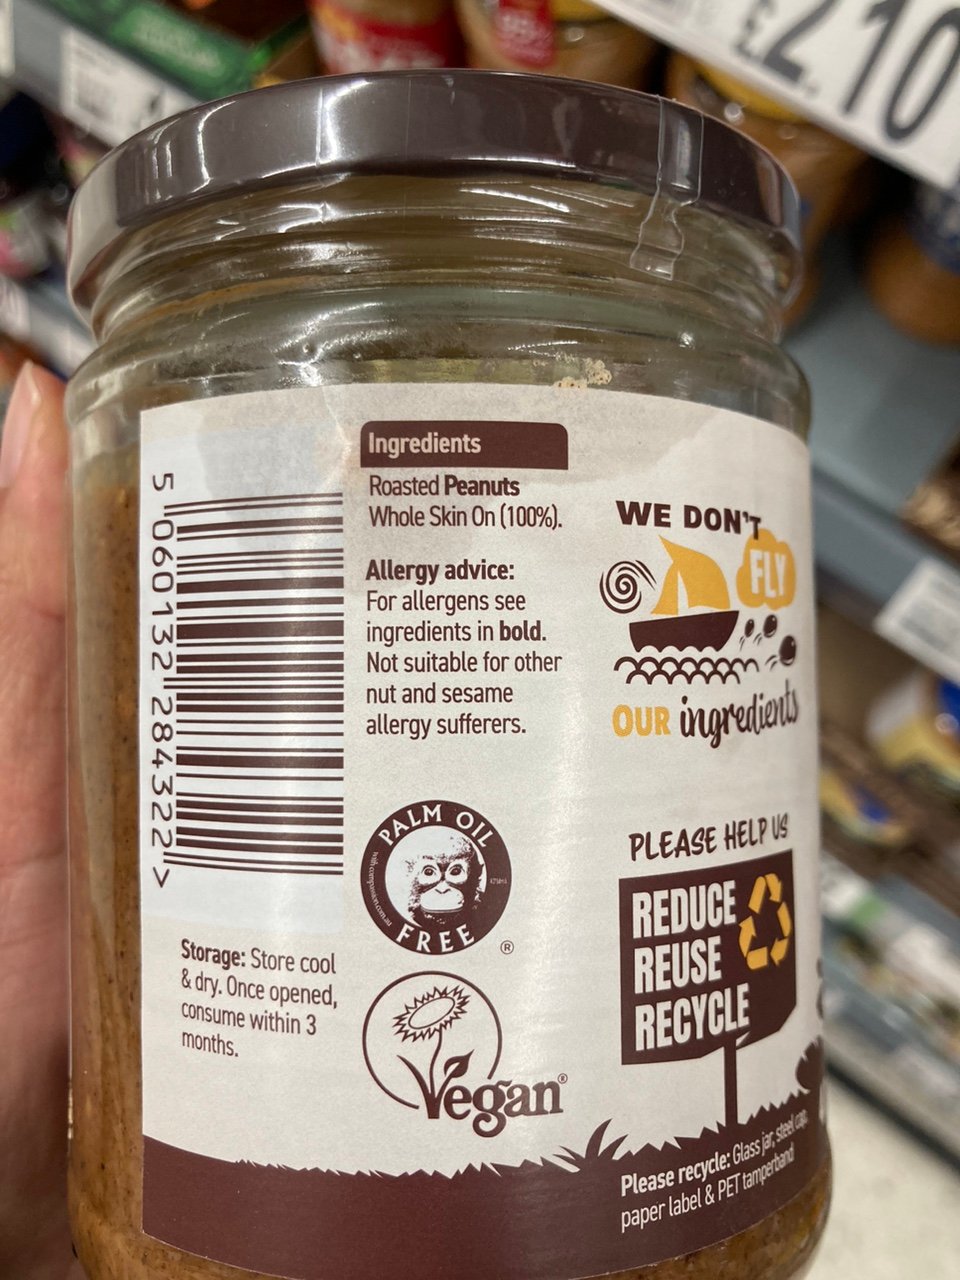 £2.10
Ingredients
Roasted Peanuts
Whole Skin On (100%).
Allergy advice:
For allergens see
ingredients in bold.
Not suitable for other
nut and sesame
allergy sufferers.
5 060132 284322 >
PALM OIL
FREE
®
Storage: Store cool
& dry. Once opened,
consume within 3
months.
Vegan®
WE DON'T
FLY
OUR ingredients
PLEASE HELP US
REDUCE
REUSE
RECYCLE
Please recycle: Glass jar, steel cap,
paper label & PET tamperband